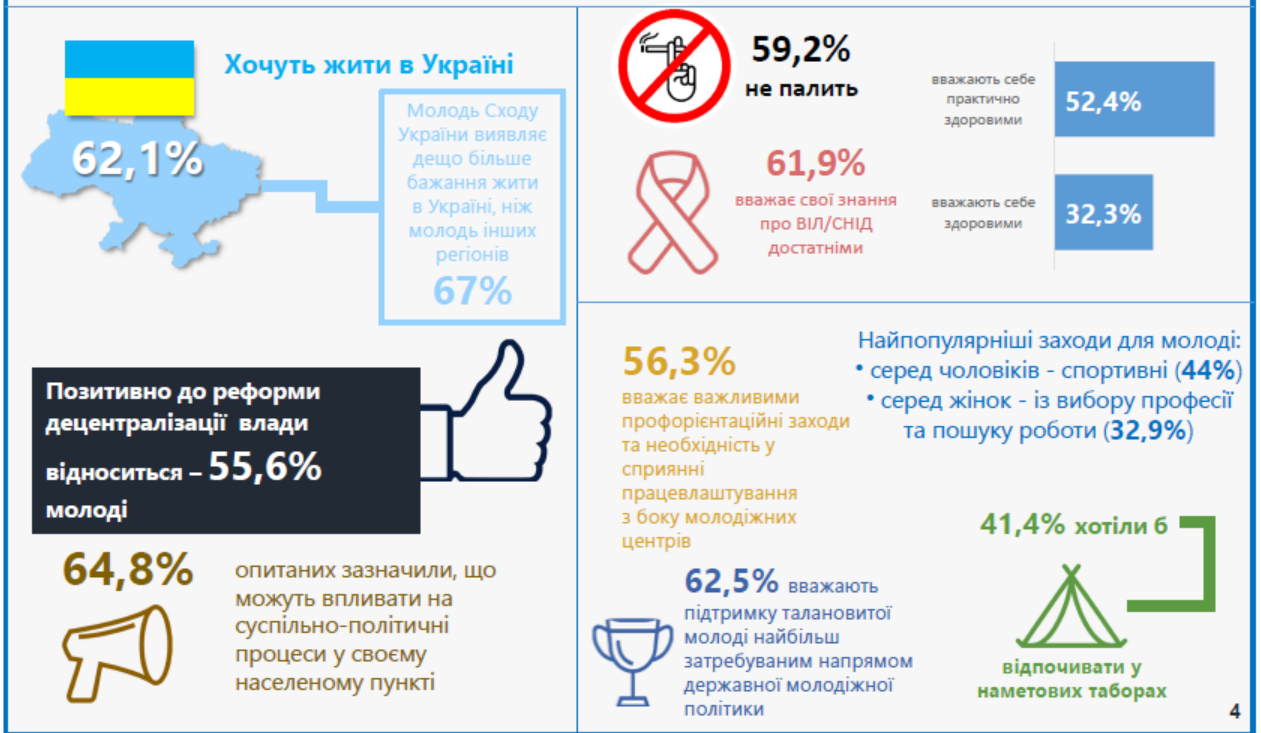 Хочуть жити в Україні
62,1%
Молодь Сходу
України виявляє
дещо більше
бажання жити
в Україні, ніж
молодь інших
регіонів
67%
Позитивно до реформи
децентралізації влади
відноситься – 55,6%
молоді
64,8%
опитаних зазначили, що
можуть впливати на
суспільно-політичні
процеси у своєму
населеному пункті
59,2%
не палить
61,9%
вважає свої знання
про ВІЛ/СНІД
достатніми
вважають себе
практично
здоровими
52,4%
вважають себе
здоровими
32,3%
56,3%
вважає важливими
профорієнтаційні заходи
та необхідність у
сприянні
працевлаштування
з боку молодіжних
центрів
Найпопулярніші заходи для молоді:
• серед чоловіків - спортивні (44%)
• серед жінок - із вибору професії
та пошуку роботи (32,9%)
62,5% вважають
підтримку талановитої
молоді найбільш
затребуваним напрямом
державної молодіжної
політики
41,4% хотіли б
відпочивати у
наметових таборах
4